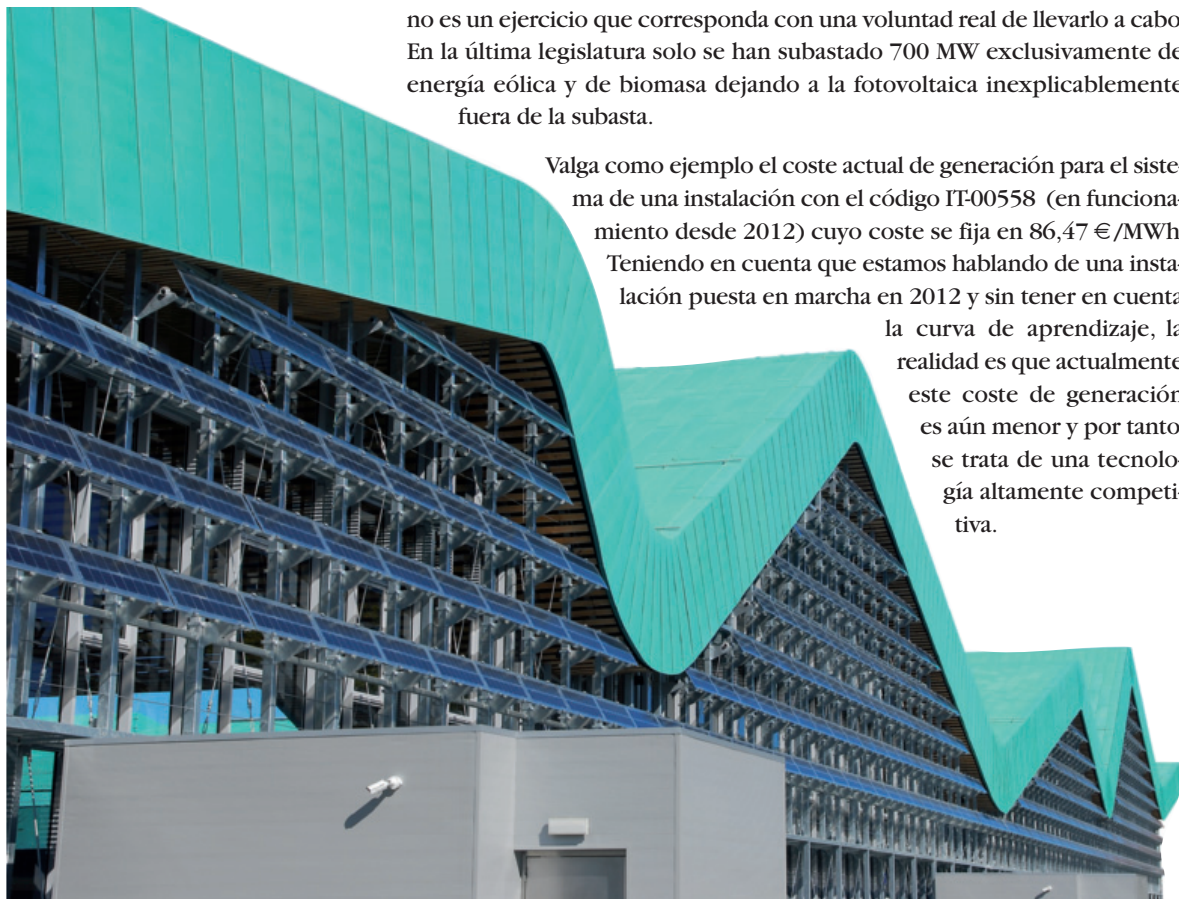 no es un ejercicio que corresponda con una voluntad real de llevarlo a cabo
En la última legislatura solo se han subastado 700 MW exclusivamente de
energía eólica y de biomasa dejando a la fotovoltaica inexplicablemente
fuera de la subasta.
Valga como ejemplo el coste actual de generación para el siste-
ma de una instalación con el código IT-00558 (en funciona-
miento desde 2012) cuyo coste se fija en 86,47 €/MWh
Teniendo en cuenta que estamos hablando de una insta-
lación puesta en marcha en 2012 y sin tener en cuenta
la curva de aprendizaje, la
realidad es que actualmente
este coste de generación
es aún menor y por tanto
se trata de una tecnolo-
gía altamente competi-
tiva.